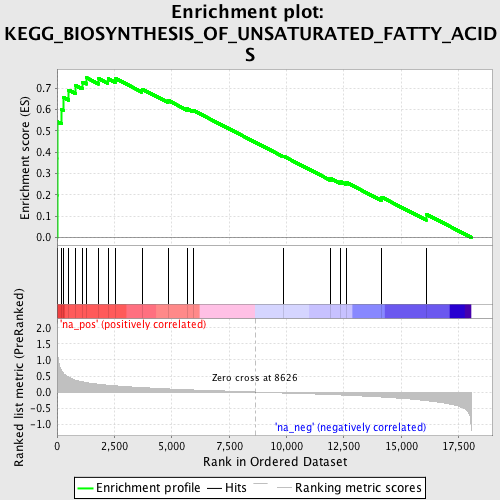 Enrichment plot:
KEGG_BIOSYNTHESIS_OF_UNSATURATED_FATTY_ACID
S
Enrichment score (ES)
0.7
0.6
0.5
0.4
0.3
0.2
0.1
0.0
'na_pos' (positively correlated)
Ranked list metric (PreRanked)
2.0
1.5
1.0
0.5
0.0
-0.5
-1.0
Zero cross at 8626
'na_neg' (negatively correlated)
0 2,500 5,000 7,500 10,000 12,500 15,000 17,500
Rank in Ordered Dataset
Enrichment profile Hits Ranking metric scores